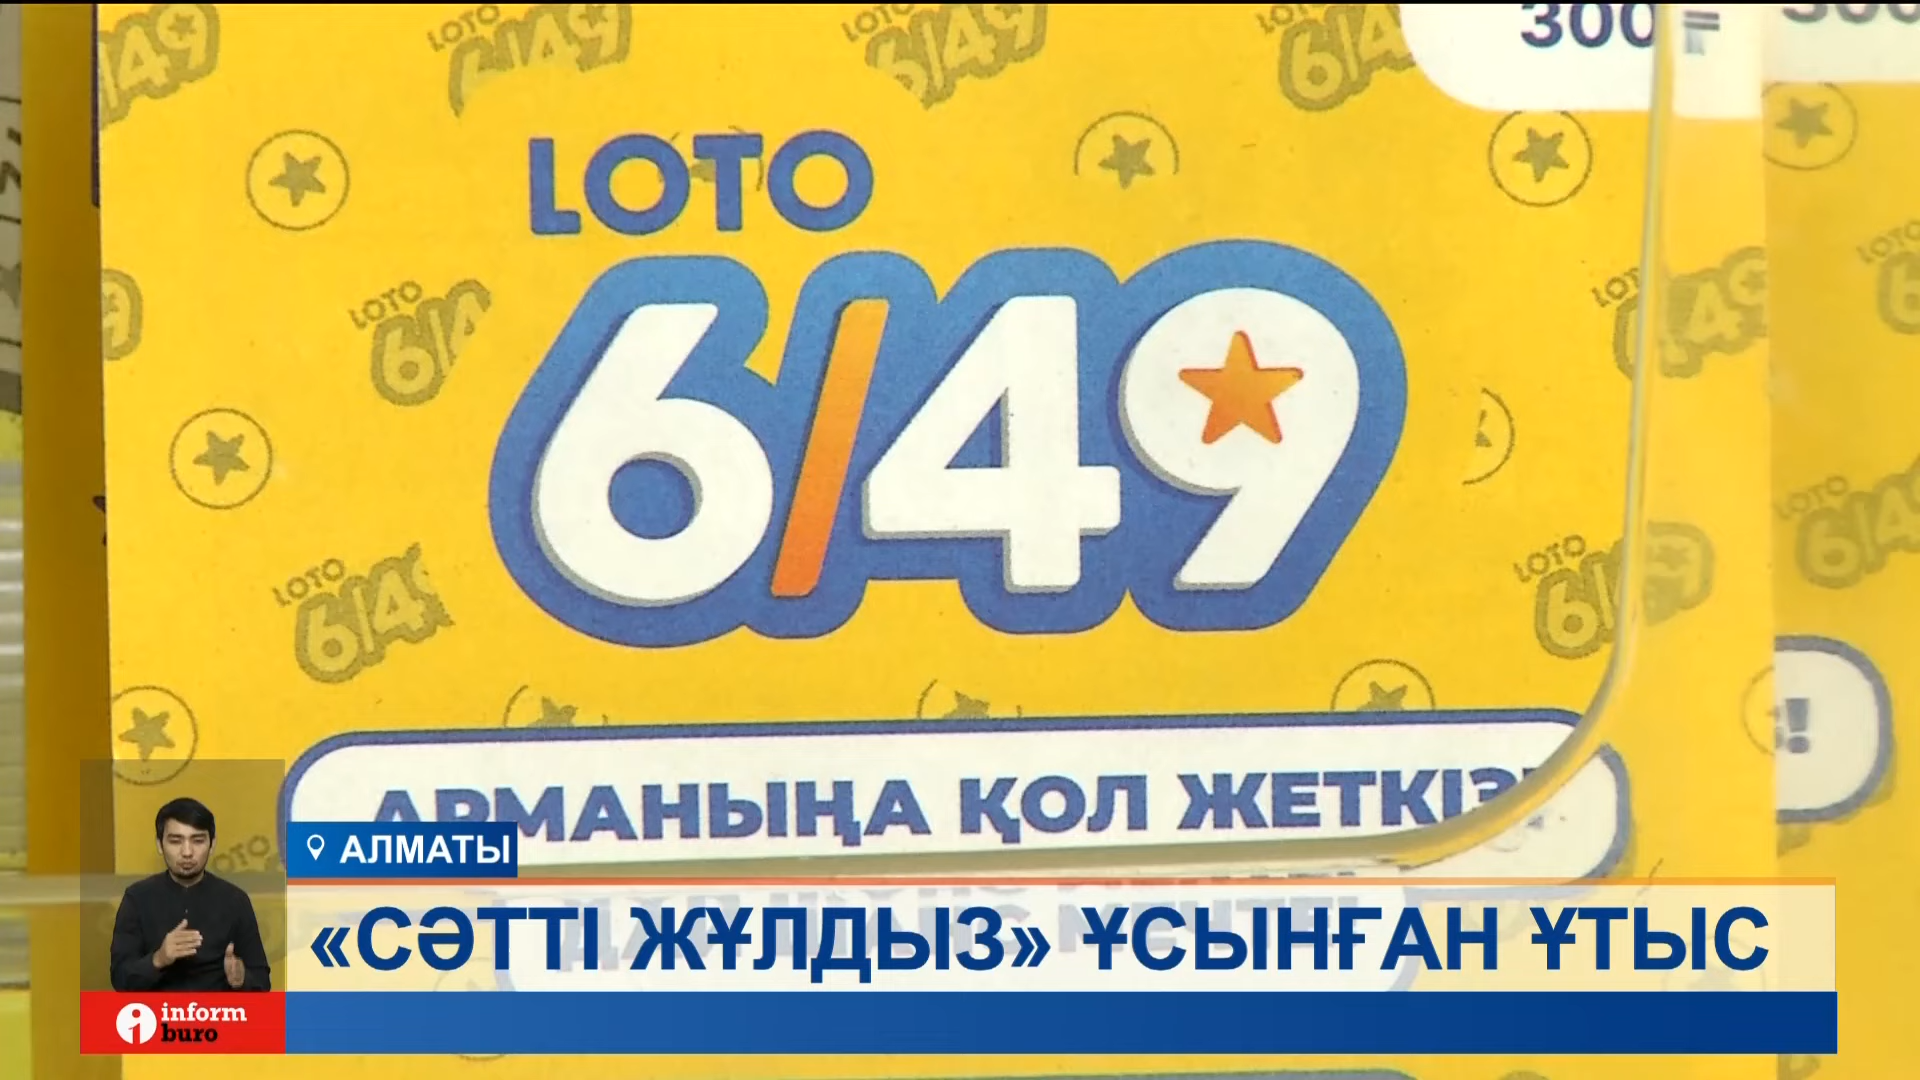 300 ₸
LOTO
6/49
АРМАНЫҢА ҚОЛ ЖЕТКІЗ
АЛМАТЫ
«СӘТТІ ЖҰЛДЫЗ» ҰСЫНҒАН ҰТЫС
inform
buro